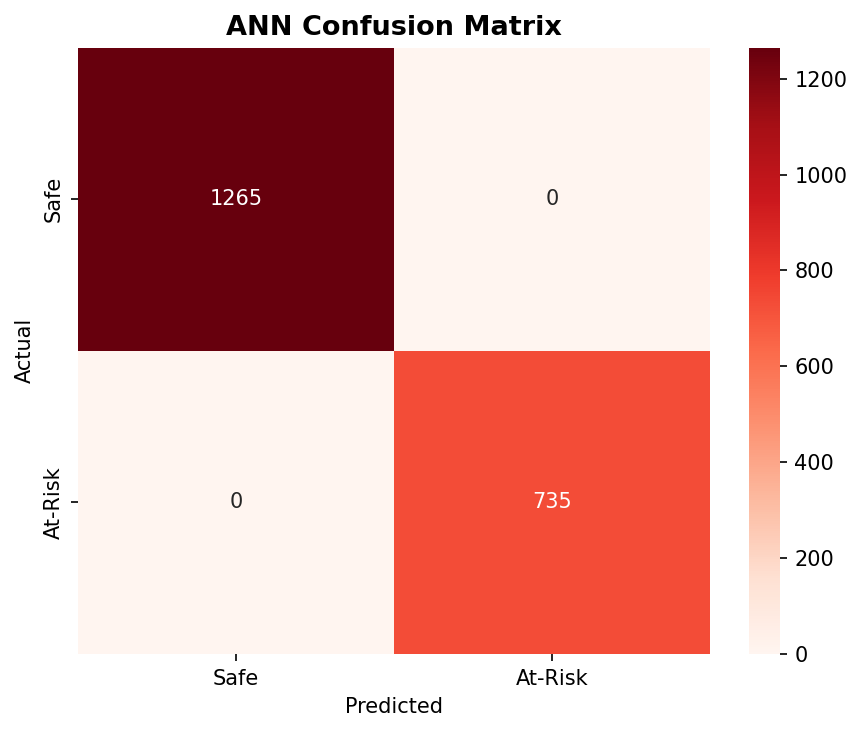 ANN Confusion Matrix
Actual
Safe
At-Risk
1265
0
0
735
Safe
At-Risk
Predicted
1200
1000
800
600
400
200
0